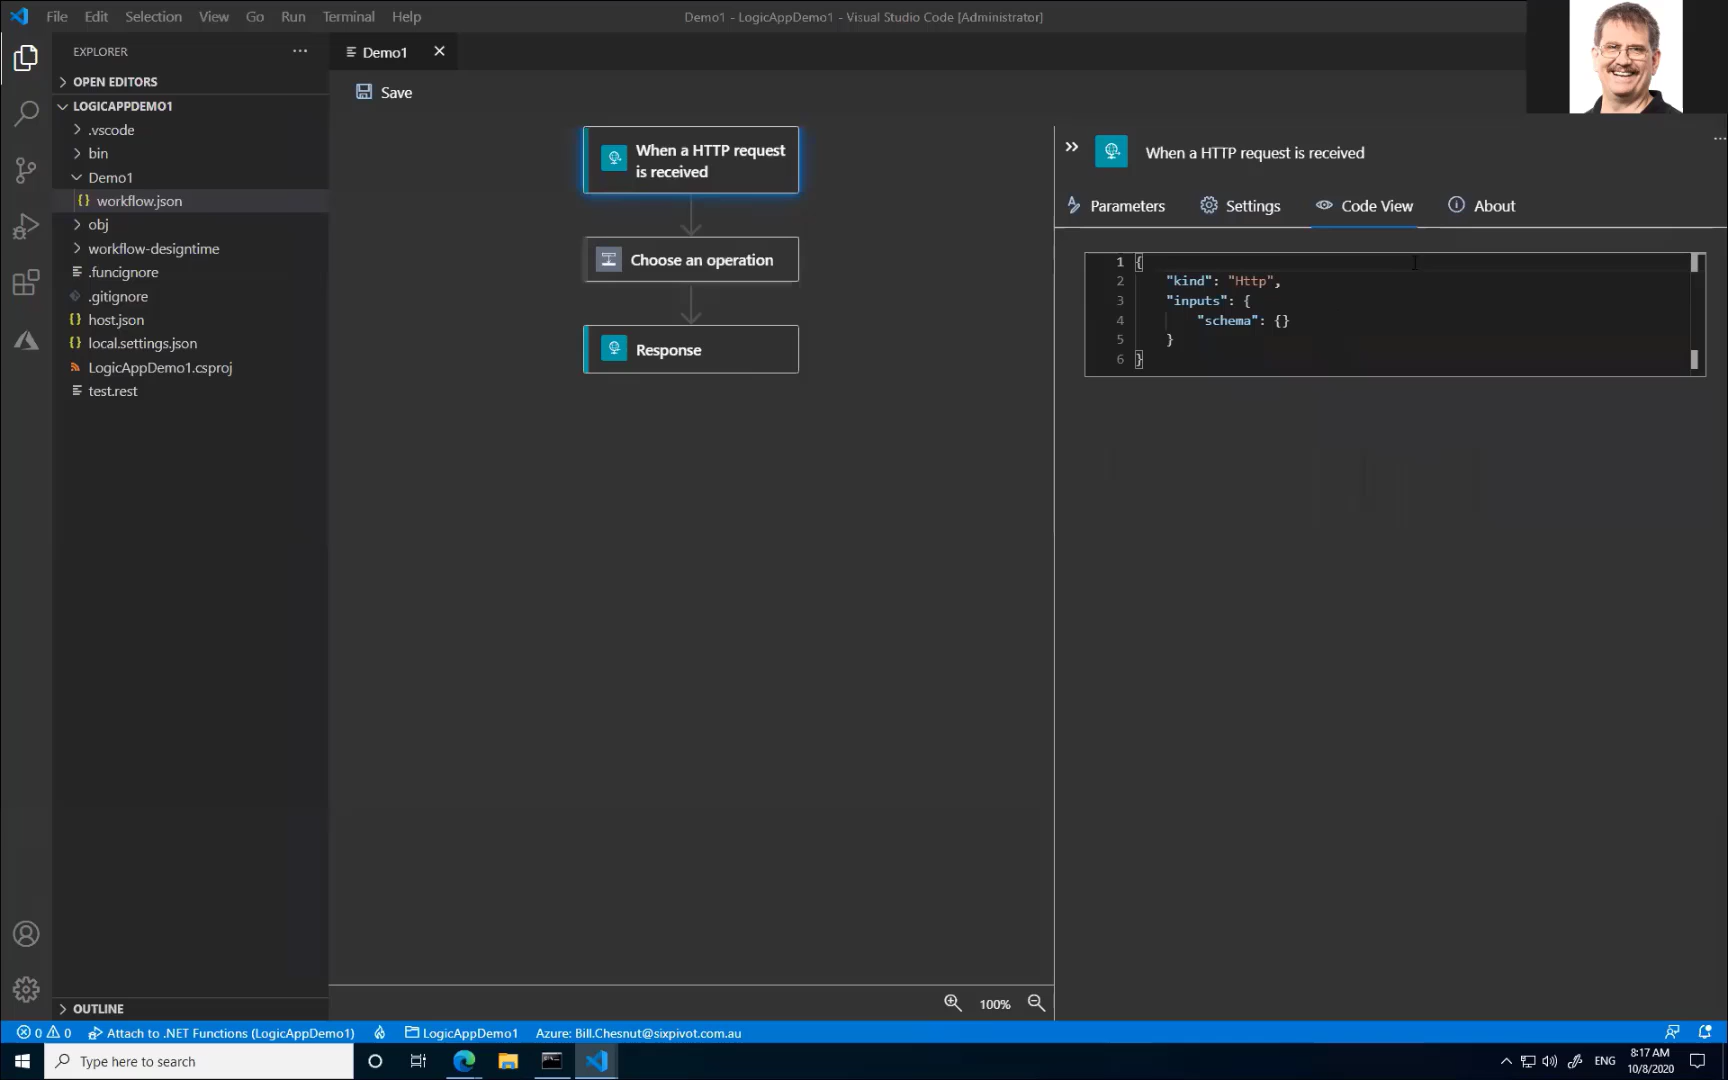 File Edit Selection View Go Run Terminal Help
Demo1 - LogicAppDemo1 - Visual Studio Code [Administrator]
EXPLORER
OPEN EDITORS
LOGICAPPDEMO1
.vscode
bin
Demo1
{} workflow.json
obj
workflow-designtime
.funcignore
.gitignore
{} host.json
{} local.settings.json
LogicAppDemo1.csproj
test.rest
OUTLINE
Demo1
Save
When a HTTP request
is received
Choose an operation
Response
100%
When a HTTP request is received
Parameters Settings Code View About
1 {
2 "kind": "Http",
3 "inputs": {
4 "schema": {}
5 }
6 }
0 0 Attach to .NET Functions (LogicAppDemo1) LogicAppDemo1 Azure: Bill.Chesnut@sixpivot.com.au
Type here to search
ENG
8:17 AM
10/8/2020